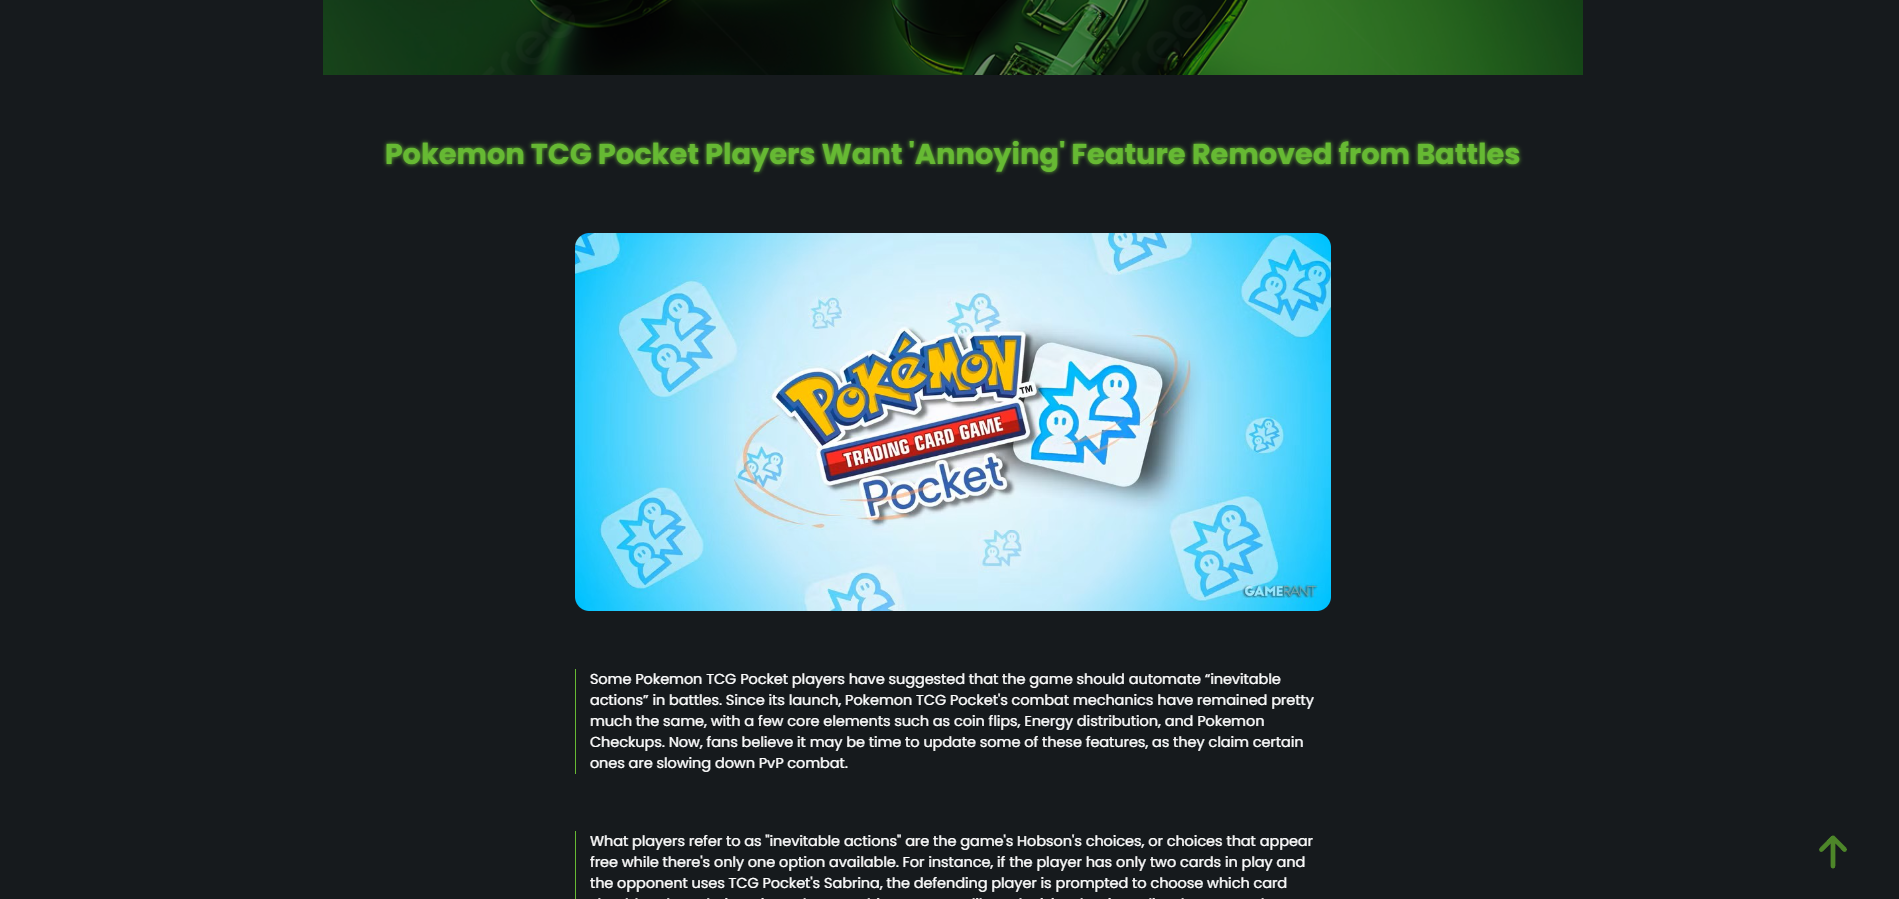 Pokemon TCG Pocket Players Want 'Annoying' Feature Removed from Battles
POKéMON
TM
TRADING CARD GAME
Pocket
GAMERANT
Some Pokemon TCG Pocket players have suggested that the game should automate “inevitable
actions” in battles. Since its launch, Pokemon TCG Pocket's combat mechanics have remained pretty
much the same, with a few core elements such as coin flips, Energy distribution, and Pokemon
Checkups. Now, fans believe it may be time to update some of these features, as they claim certain
ones are slowing down PvP combat.
What players refer to as "inevitable actions" are the game's Hobson's choices, or choices that appear
free while there's only one option available. For instance, if the player has only two cards in play and
the opponent uses TCG Pocket's Sabrina, the defending player is prompted to choose which card